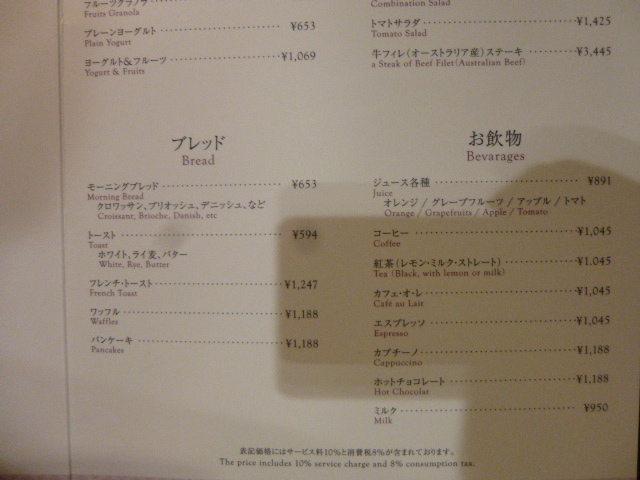 フルーツグラノラ
Fruits Granola
プレーンヨーグルト ¥653
Plain Yogurt
ヨーグルト&フルーツ ¥1,069
Yogurt & Fruits
ブレッド
Bread
モーニングブレッド ¥653
Morning Bread
クロワッサン、ブリオッシュ、デニッシュ、など
Croissant, Brioche, Danish, etc
トースト ¥594
Toast
ホワイト、ライ麦、バター
White, Rye, Butter
フレンチ・トースト ¥1,247
French Toast
ワッフル ¥1,188
Waffles
パンケーキ ¥1,188
Pancakes
Combination Salad
トマトサラダ ¥1,425
Tomato Salad
牛フィレ(オーストラリア産)ステーキ ¥3,445
a Steak of Beef Filet(Australian Beef)
お飲物
Bevarages
ジュース各種 ¥891
Juice
オレンジ / グレープフルーツ / アップル / トマト
Orange / Grapefruits / Apple / Tomato
コーヒー ¥1,045
Coffee
紅茶(レモン・ミルク・ストレート) ¥1,045
Tea (Black, with lemon or milk)
カフェ・オ・レ ¥1,045
Cafe au Lait
エスプレッソ ¥1,045
Espresso
カプチーノ ¥1,188
Cappuccino
ホットチョコレート ¥1,188
Hot Chocolat
ミルク ¥950
Milk
表記価格にはサービス料10%と消費税8%が含まれております。
The price includes 10% service charge and 8% consumption tax.